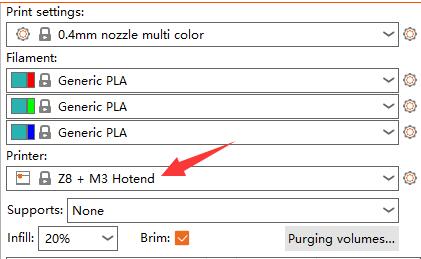 Print settings:
0.4mm nozzle multi color
Filament:
Generic PLA
Generic PLA
Generic PLA
Printer:
Z8 + M3 Hotend
Supports: None
Infill: 20% Brim: Purging volumes...